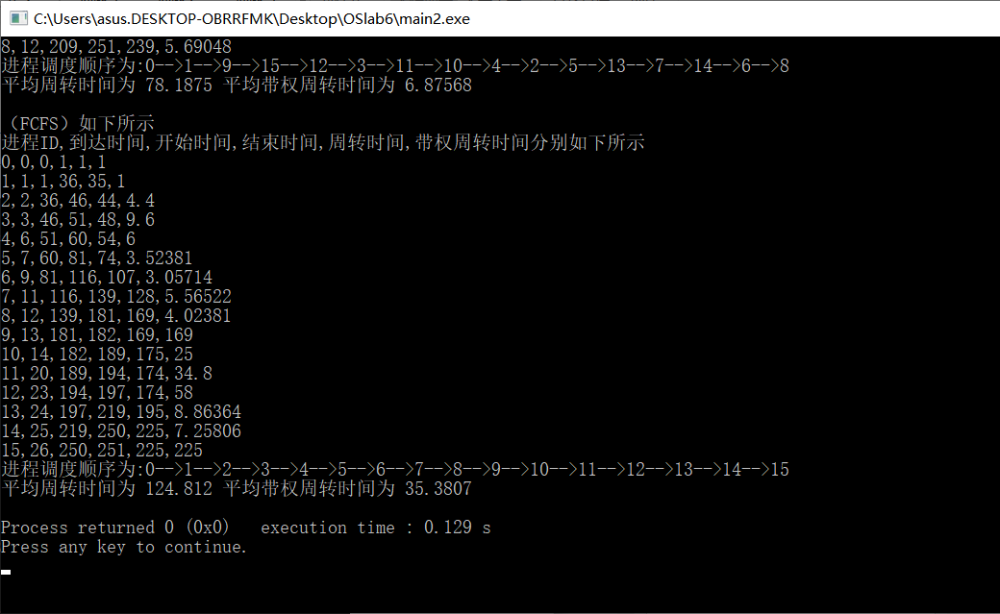 C:\Users\asus.DESKTOP-OBRRFMK\Desktop\OSlab6\main2.exe
8,12,209,251,239,5.69048
进程调度顺序为:0-->1-->9-->15-->12-->3-->11-->10-->4-->2-->5-->13-->7-->14-->6-->8
平均周转时间为 78.1875 平均带权周转时间为 6.87568
（FCFS）如下所示
进程ID,到达时间,开始时间,结束时间,周转时间,带权周转时间分别如下所示
0,0,0,1,1,1
1,1,1,36,35,1
2,2,36,46,44,4.4
3,3,46,51,48,9.6
4,6,51,60,54,6
5,7,60,81,74,3.52381
6,9,81,116,107,3.05714
7,11,116,139,128,5.56522
8,12,139,181,169,4.02381
9,13,181,182,169,169
10,14,182,189,175,25
11,20,189,194,174,34.8
12,23,194,197,174,58
13,24,197,219,195,8.86364
14,25,219,250,225,7.25806
15,26,250,251,225,225
进程调度顺序为:0-->1-->2-->3-->4-->5-->6-->7-->8-->9-->10-->11-->12-->13-->14-->15
平均周转时间为 124.812 平均带权周转时间为 35.3807
Process returned 0 (0x0)   execution time : 0.129 s
Press any key to continue.